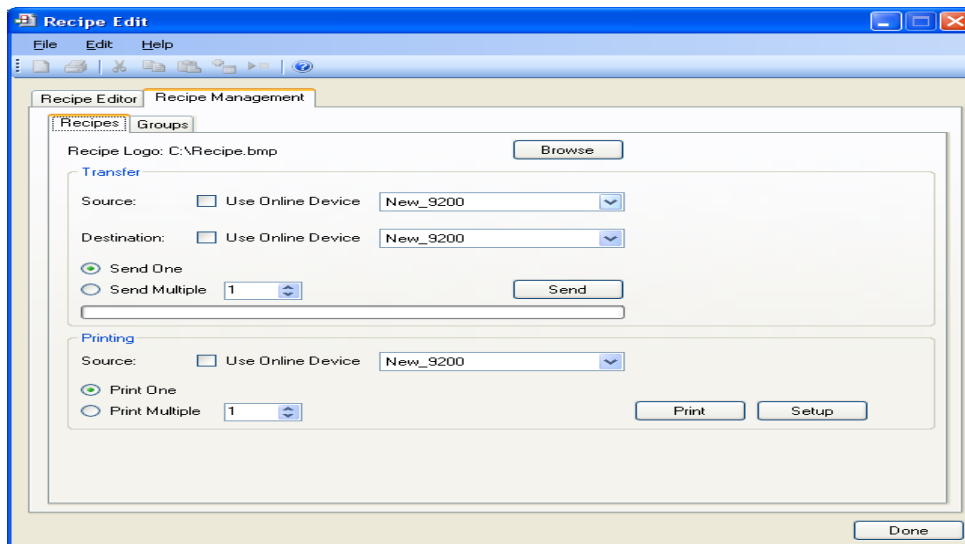 Recipe Edit
File Edit Help
Recipe Editor Recipe Management
Recipes Groups
Recipe Logo: C:\Recipe.bmp Browse
Transfer
Source: Use Online Device New_9200
Destination: Use Online Device New_9200
Send One
Send Multiple 1 Send
Printing
Source: Use Online Device New_9200
Print One
Print Multiple 1 Print Setup
Done